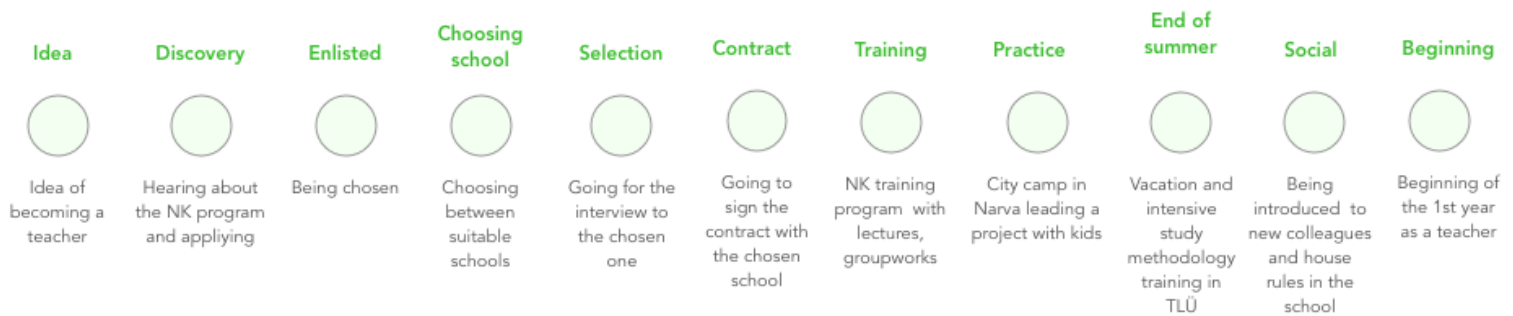 Idea
Idea of
becoming a
teacher
Discovery
Hearing about
the NK program
and appliying
Enlisted
Being chosen
Choosing
school
Choosing
between
suitable
schools
Selection
Going for the
interview to
the chosen
one
Contract
Going to
sign the
contract with
the chosen
school
Training
NK training
program with
lectures,
groupworks
Practice
City camp in
Narva leading a
project with kids
End of
summer
Vacation and
intensive
study
methodology
training in
TLÜ
Social
Being
introduced to
new colleagues
and house
rules in the
school
Beginning
Beginning of
the 1st year
as a teacher